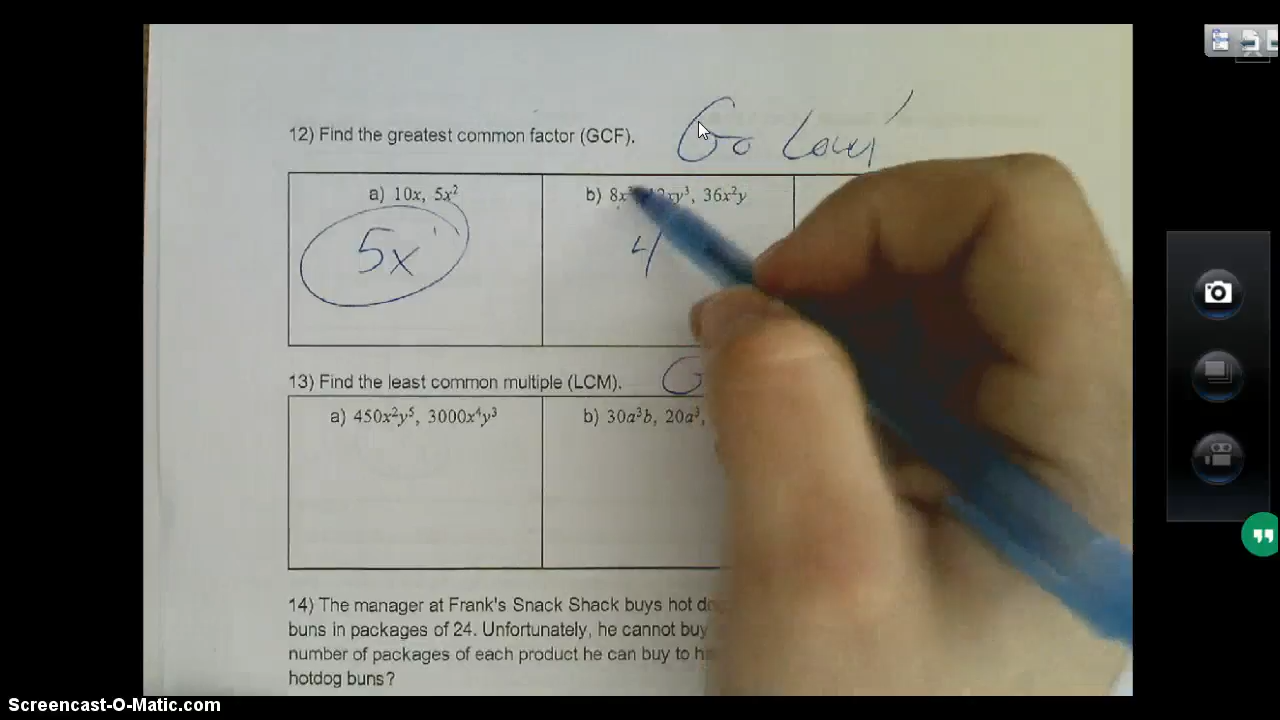 12) Find the greatest common factor (GCF).
Go Low!
a) 10x, 5x²
b) 8x 36x²y
5x
4
13) Find the least common multiple (LCM).
G
a) 450x²y⁵, 3000x⁴y³
b) 30a³b, 20a³,
14) The manager at Frank's Snack Shack buys hot
buns in packages of 24. Unfortunately, he cannot buy
number of packages of each product he can buy to
hotdog buns?
Screencast-O-Matic.com